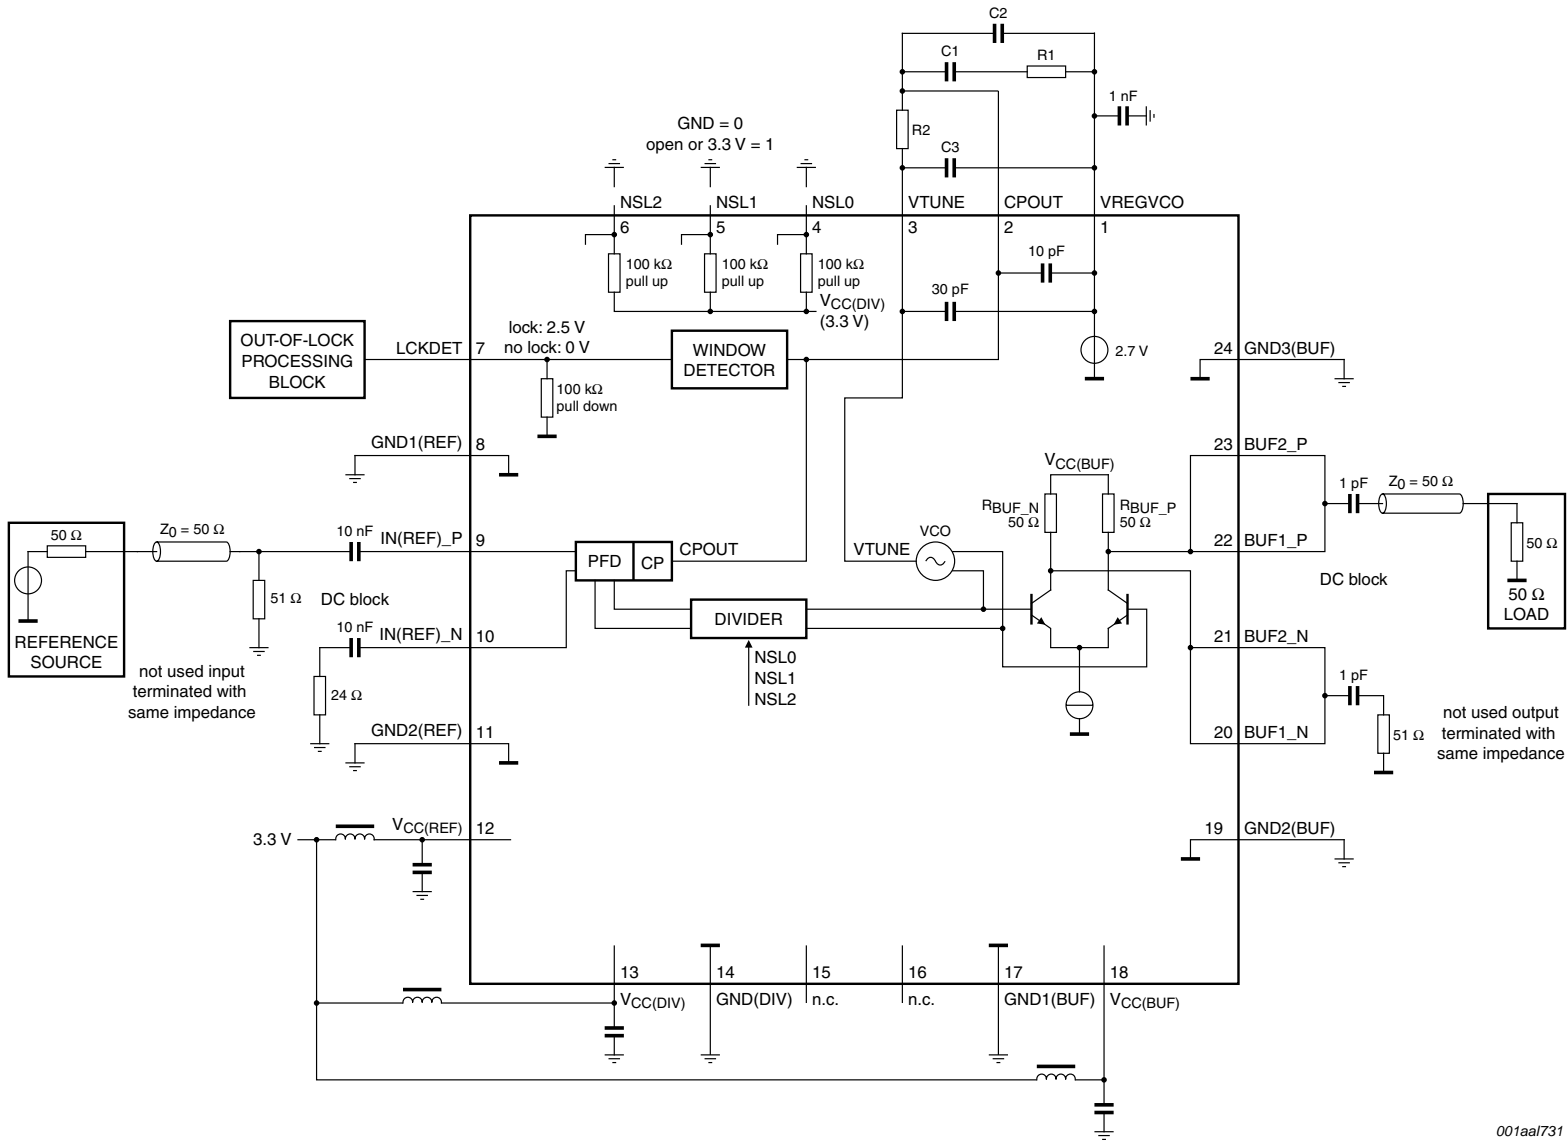 C2
C1
R1
1 nF
R2
C3
GND = 0
open or 3.3 V = 1
NSL2
NSL1
NSL0
VTUNE
CPOUT
VREGVCO
6
5
4
3
2
1
100 kΩ
pull up
100 kΩ
pull up
100 kΩ
pull up
VCC(DIV)
(3.3 V)
10 pF
30 pF
2.7 V
OUT-OF-LOCK
PROCESSING
BLOCK
LCKDET
7
lock: 2.5 V
no lock: 0 V
WINDOW
DETECTOR
100 kΩ
pull down
24
GND3(BUF)
GND1(REF)
8
23
BUF2_P
VCC(BUF)
RBUF_N
50 Ω
RBUF_P
50 Ω
1 pF
Z0 = 50 Ω
50 Ω
Z0 = 50 Ω
10 nF
IN(REF)_P
9
PFD
CP
CPOUT
VTUNE
VCO
22
BUF1_P
50 Ω
50 Ω
LOAD
DC block
51 Ω
DC block
REFERENCE
SOURCE
10 nF
IN(REF)_N
10
DIVIDER
NSL0
NSL1
NSL2
21
BUF2_N
not used input
terminated with
same impedance
24 Ω
1 pF
51 Ω
not used output
terminated with
same impedance
GND2(REF)
11
20
BUF1_N
3.3 V
VCC(REF)
12
19
GND2(BUF)
13
14
15
16
17
18
VCC(DIV)
GND(DIV)
n.c.
n.c.
GND1(BUF)
VCC(BUF)
001aal731